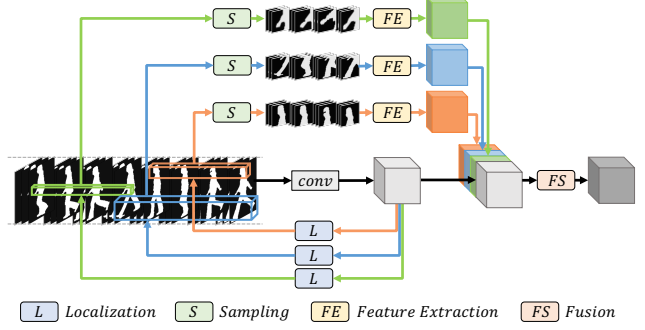 S FE
S FE
S FE
conv FS
L
L
L
L Localization S Sampling FE Feature Extraction FS Fusion